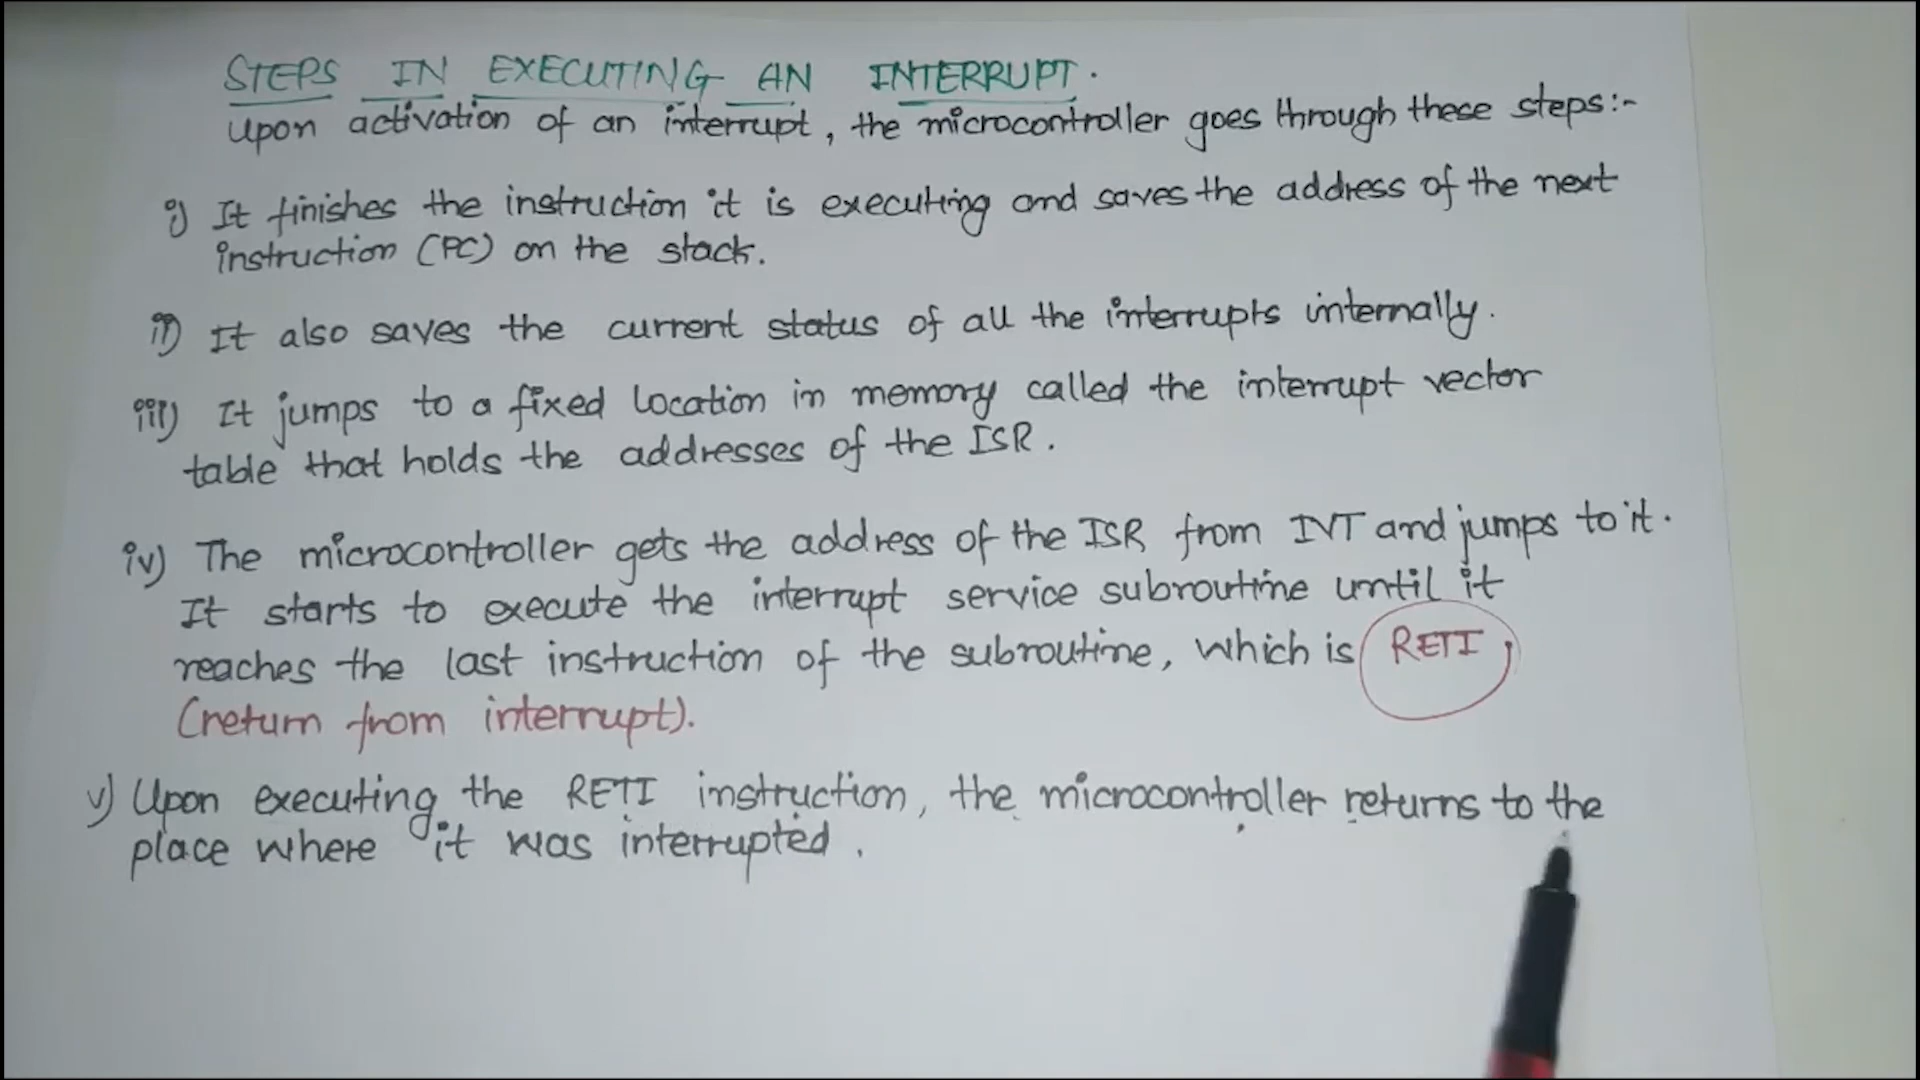 STEPS IN EXECUTING AN INTERRUPT.
Upon activation of an interrupt, the microcontroller goes through these steps:-
i) It finishes the instruction it is executing and saves the address of the next
instruction (PC) on the stack.
ii) It also saves the current status of all the interrupts internally.
iii) It jumps to a fixed location in memory called the interrupt vector
table that holds the addresses of the ISR.
iv) The microcontroller gets the address of the ISR from IVT and jumps to it.
It starts to execute the interrupt service subroutine until it
reaches the last instruction of the subroutine, which is RETI,
(return from interrupt).
v) Upon executing the RETI instruction, the microcontroller returns to the
place where it was interrupted.